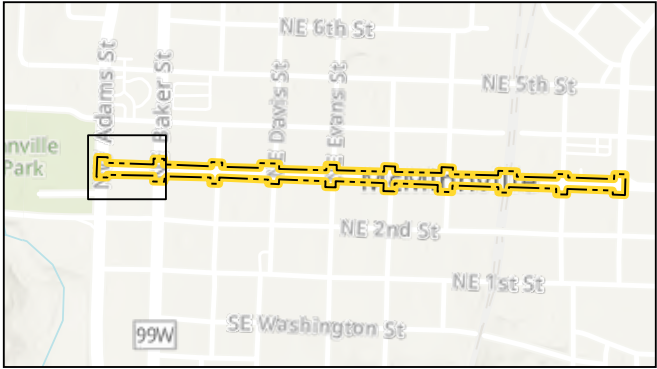 NE 6th St
NE 5th St
Adams St
Baker St
NE Davis St
NE Evans St
nville
Park
NE 2nd St
NE 1st St
99W
SE Washington St